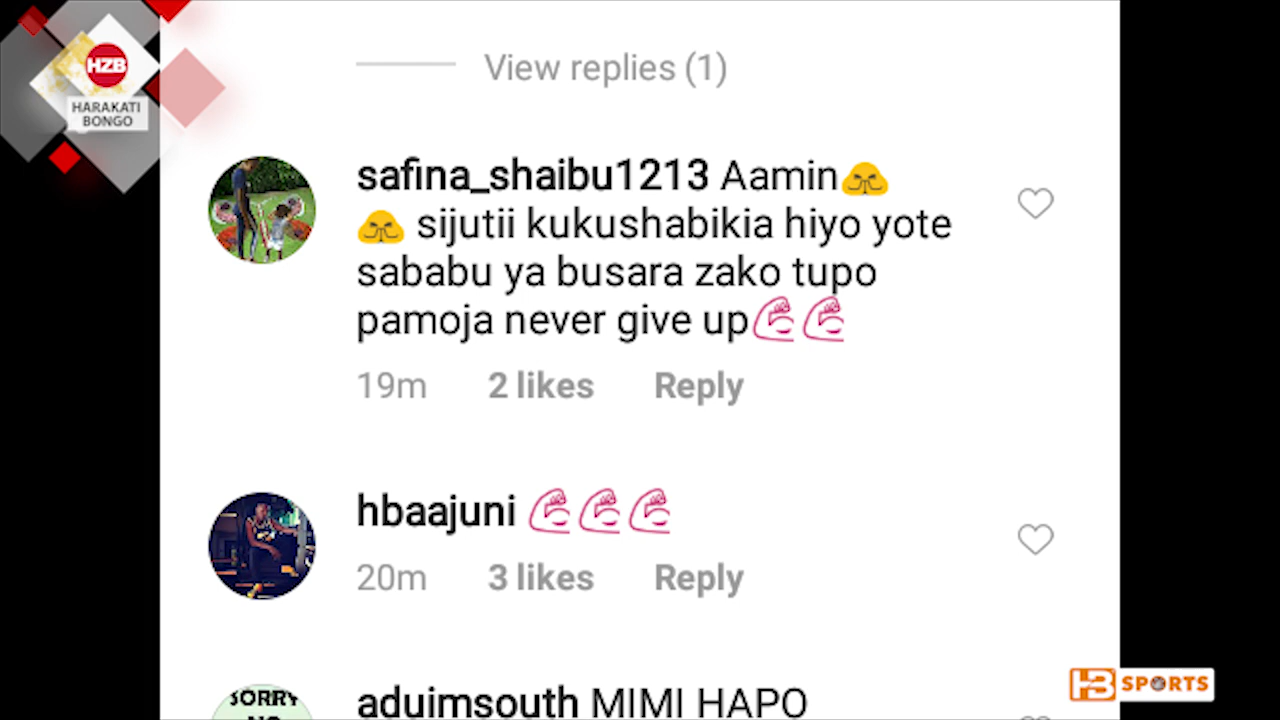 HZB
HARAKATI
BONGO
View replies (1)
safina_shaibu1213 Aamin🙏
🙏 sijutii kukushabikia hiyo yote
sababu ya busara zako tupo
pamoja never give up💪💪
19m 2 likes Reply
hbaajuni 💪💪💪
20m 3 likes Reply
SORRY
NO
aduimsouth MIMI HAPO
HB SPORTS